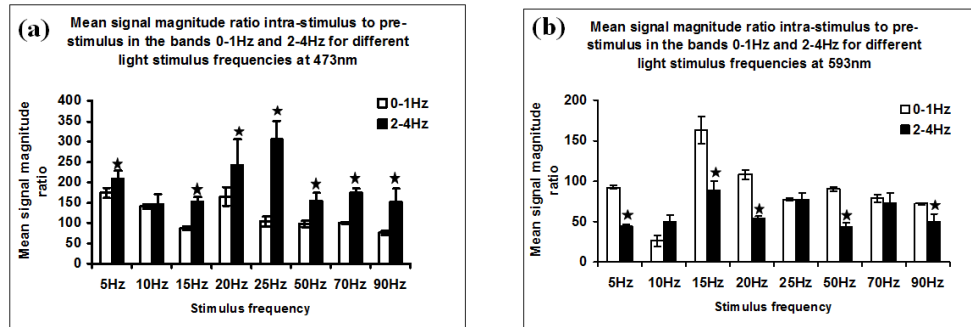 (a)
Mean signal magnitude ratio intra-stimulus to pre-
stimulus in the bands 0-1Hz and 2-4Hz for different
light stimulus frequencies at 473nm
0-1Hz
2-4Hz
Mean signal magnitude
ratio
400
350
300
250
200
150
100
50
0
5Hz 10Hz 15Hz 20Hz 25Hz 50Hz 70Hz 90Hz
Stimulus frequency
(b)
Mean signal magnitude ratio intra-stimulus to pre-
stimulus in the bands 0-1Hz and 2-4Hz for different
light stimulus frequencies at 593nm
0-1Hz
2-4Hz
Mean signal magnitude
ratio
200
150
100
50
0
5Hz 10Hz 15Hz 20Hz 25Hz 50Hz 70Hz 90Hz
Stimulus frequency